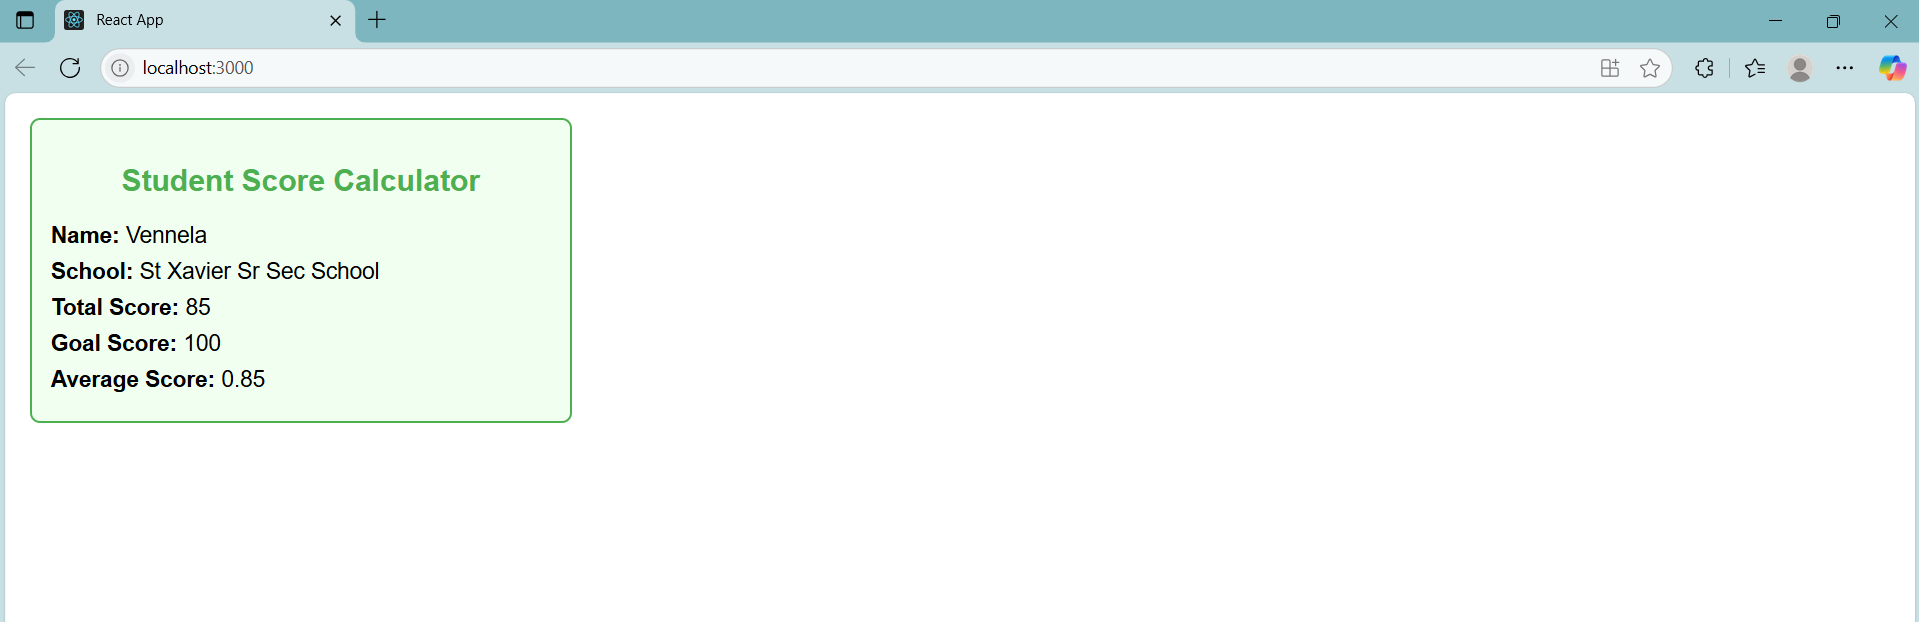 React App
localhost:3000
Student Score Calculator
Name: Vennela
School: St Xavier Sr Sec School
Total Score: 85
Goal Score: 100
Average Score: 0.85